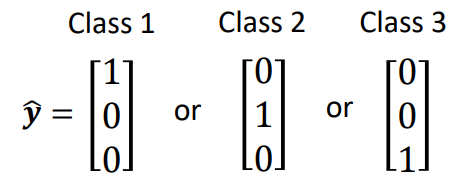 Class 1 Class 2 Class 3
ŷ = [1 0 0] or [0 1 0] or [0 0 1]